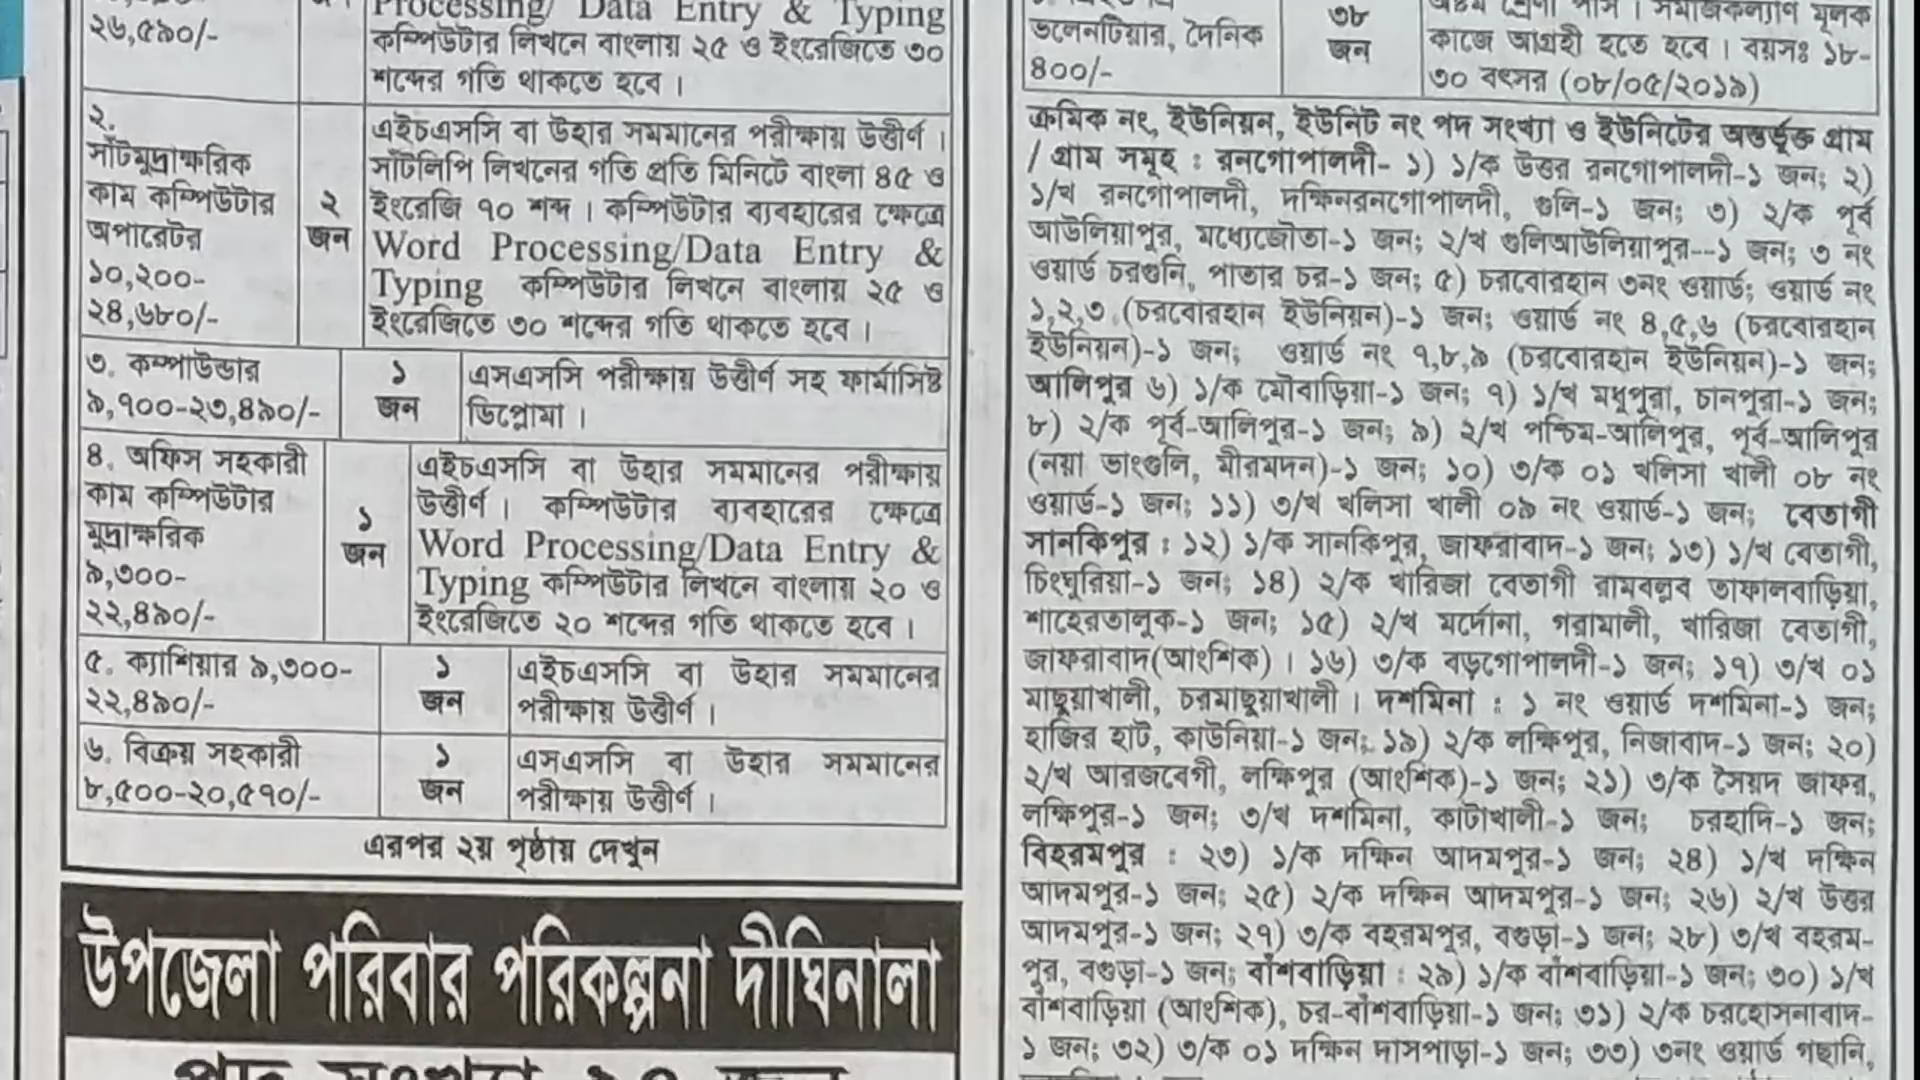 ২৬,৫৯০/-
Processing/ Data Entry & Typing
কম্পিউটার লিখনে বাংলায় ২৫ ও ইংরেজিতে ৩০
শব্দের গতি থাকতে হবে।
২.
সাঁটমুদ্রাক্ষরিক
কাম কম্পিউটার
অপারেটর
১০,২০০-
২৪,৬৮০/-
২
জন
এইচএসসি বা উহার সমমানের পরীক্ষায় উত্তীর্ণ।
সাঁটলিপি লিখনের গতি প্রতি মিনিটে বাংলা ৪৫ ও
ইংরেজি ৭০ শব্দ। কম্পিউটার ব্যবহারের ক্ষেত্রে
Word Processing/Data Entry &
Typing কম্পিউটার লিখনে বাংলায় ২৫ ও
ইংরেজিতে ৩০ শব্দের গতি থাকতে হবে।
৩. কম্পাউন্ডার
৯,৭০০-২৩,৪৯০/-
১
জন
এসএসসি পরীক্ষায় উত্তীর্ণ সহ ফার্মাসিষ্ট
ডিপ্লোমা।
৪. অফিস সহকারী
কাম কম্পিউটার
মুদ্রাক্ষরিক
৯,৩০০-
২২,৪৯০/-
১
জন
এইচএসসি বা উহার সমমানের পরীক্ষায়
উত্তীর্ণ। কম্পিউটার ব্যবহারের ক্ষেত্রে
Word Processing/Data Entry &
Typing কম্পিউটার লিখনে বাংলায় ২০ ও
ইংরেজিতে ২০ শব্দের গতি থাকতে হবে।
৫. ক্যাশিয়ার ৯,৩০০-
২২,৪৯০/-
১
জন
এইচএসসি বা উহার সমমানের
পরীক্ষায় উত্তীর্ণ।
৬. বিক্রয় সহকারী
৮,৫০০-২০,৫৭০/-
১
জন
এসএসসি বা উহার সমমানের
পরীক্ষায় উত্তীর্ণ।
এরপর ২য় পৃষ্ঠায় দেখুন
উপজেলা পরিবার পরিকল্পনা দীঘিনালা
ভলেনটিয়ার, দৈনিক
৪০০/-
৩৮
জন
অষ্টম শ্রেণী পাস। সমাজকল্যাণ মূলক
কাজে আগ্রহী হতে হবে। বয়সঃ ১৮-
৩০ বৎসর (০৮/০৫/২০১৯)
ক্রমিক নং, ইউনিয়ন, ইউনিট নং পদ সংখ্যা ও ইউনিটের অন্তর্ভূক্ত গ্রাম
/ গ্রাম সমূহ : রনগোপালদী- ১) ১/ক উত্তর রনগোপালদী-১ জন; ২)
১/খ রনগোপালদী, দক্ষিনরনগোপালদী, গুলি-১ জন; ৩) ২/ক পূর্ব
আউলিয়াপুর, মধ্যেজৌতা-১ জন; ২/খ গুলিআউলিয়াপুর--১ জন; ৩ নং
ওয়ার্ড চরগুনি, পাতার চর-১ জন; ৫) চরবোরহান ৩নং ওয়ার্ড; ওয়ার্ড নং
১,২,৩ (চরবোরহান ইউনিয়ন)-১ জন; ওয়ার্ড নং ৪,৫,৬ (চরবোরহান
ইউনিয়ন)-১ জন; ওয়ার্ড নং ৭,৮,৯ (চরবোরহান ইউনিয়ন)-১ জন;
আলিপুর ৬) ১/ক মৌবাড়িয়া-১ জন; ৭) ১/খ মধুপুরা, চানপুরা-১ জন;
৮) ২/ক পূর্ব-আলিপুর-১ জন; ৯) ২/খ পশ্চিম-আলিপুর, পূর্ব-আলিপুর
(নয়া ভাংগুলি, মীরমদন)-১ জন; ১০) ৩/ক ০১ খলিসা খালী ০৮ নং
ওয়ার্ড-১ জন; ১১) ৩/খ খলিসা খালী ০৯ নং ওয়ার্ড-১ জন; বেতাগী
সানকিপুর : ১২) ১/ক সানকিপুর, জাফরাবাদ-১ জন; ১৩) ১/খ বেতাগী,
চিংঘুরিয়া-১ জন; ১৪) ২/ক খারিজা বেতাগী রামবল্লব তাফালবাড়িয়া,
শাহেরতালুক-১ জন; ১৫) ২/খ মর্দোনা, গরামালী, খারিজা বেতাগী,
জাফরাবাদ(আংশিক)। ১৬) ৩/ক বড়গোপালদী-১ জন; ১৭) ৩/খ ০১
মাছুয়াখালী, চরমাছুয়াখালী। দশমিনা : ১ নং ওয়ার্ড দশমিনা-১ জন;
হাজির হাট, কাউনিয়া-১ জন; ১৯) ২/ক লক্ষিপুর, নিজাবাদ-১ জন; ২০)
২/খ আরজবেগী, লক্ষিপুর (আংশিক)-১ জন; ২১) ৩/ক সৈয়দ জাফর,
লক্ষিপুর-১ জন; ৩/খ দশমিনা, কাটাখালী-১ জন; চরহাদি-১ জন;
বিহরমপুর : ২৩) ১/ক দক্ষিন আদমপুর-১ জন; ২৪) ১/খ দক্ষিন
আদমপুর-১ জন; ২৫) ২/ক দক্ষিন আদমপুর-১ জন; ২৬) ২/খ উত্তর
আদমপুর-১ জন; ২৭) ৩/ক বহরমপুর, বগুড়া-১ জন; ২৮) ৩/খ বহরম-
পুর, বগুড়া-১ জন; বাঁশবাড়িয়া : ২৯) ১/ক বাঁশবাড়িয়া-১ জন; ৩০) ১/খ
বাঁশবাড়িয়া (আংশিক), চর-বাঁশবাড়িয়া-১ জন; ৩১) ২/ক চরহোসনাবাদ-
১ জন; ৩২) ৩/ক ০১ দক্ষিন দাসপাড়া-১ জন; ৩৩) ৩নং ওয়ার্ড গছানি,